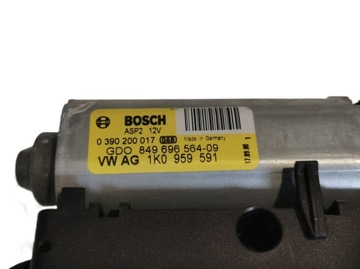 BOSCH
ASP2 12V
0 390 200 017 Made in Germany
GDO 849 696 564-09
VW AG 1K0 959 591